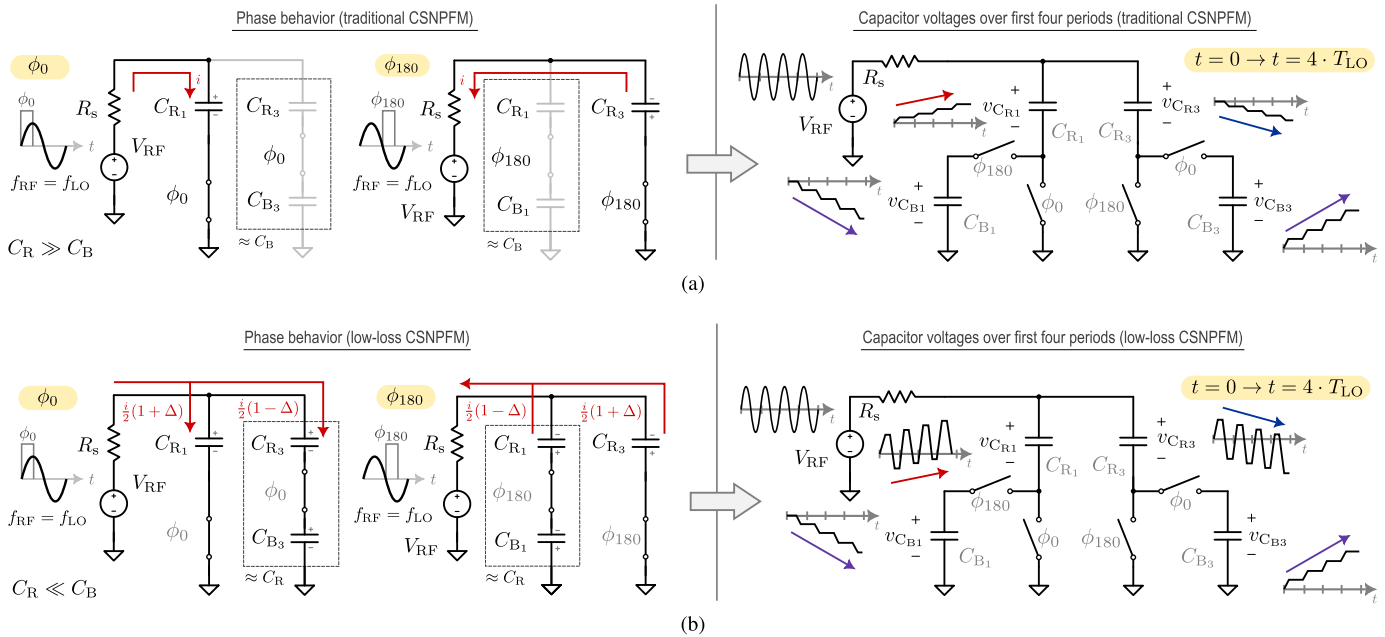 Phase behavior (traditional CSNPFM)
Capacitor voltages over first four periods (traditional CSNPFM)
ϕ0
ϕ0
t
fRF = fLO
Rs
VRF
i
CR1
+
−
ϕ0
CR3
ϕ0
CB3
≈ CB
CR ≫ CB
ϕ180
ϕ180
t
fRF = fLO
Rs
VRF
i
CR1
ϕ180
CB1
≈ CB
CR3
−
+
ϕ180
t = 0 → t = 4 · TLO
t
Rs
VRF
t
+
vCR1
−
CR1
+
vCR3
−
CR3
t
ϕ180
ϕ0
t
+
vCB1
−
CB1
ϕ0
ϕ180
+
vCB3
−
CB3
t
(a)
Phase behavior (low-loss CSNPFM)
Capacitor voltages over first four periods (low-loss CSNPFM)
ϕ0
ϕ0
t
fRF = fLO
Rs
VRF
i/2(1 + Δ)
i/2(1 − Δ)
CR1
+
−
ϕ0
CR3
+
−
ϕ0
CB3
+
−
≈ CR
CR ≪ CB
ϕ180
ϕ180
t
fRF = fLO
Rs
VRF
i/2(1 − Δ)
i/2(1 + Δ)
CR1
−
+
ϕ180
CB1
−
+
≈ CR
CR3
−
+
ϕ180
t = 0 → t = 4 · TLO
t
Rs
VRF
t
+
vCR1
−
CR1
+
vCR3
−
CR3
t
ϕ180
ϕ0
t
+
vCB1
−
CB1
ϕ0
ϕ180
+
vCB3
−
CB3
t
(b)